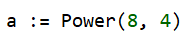 a := Power(8, 4)